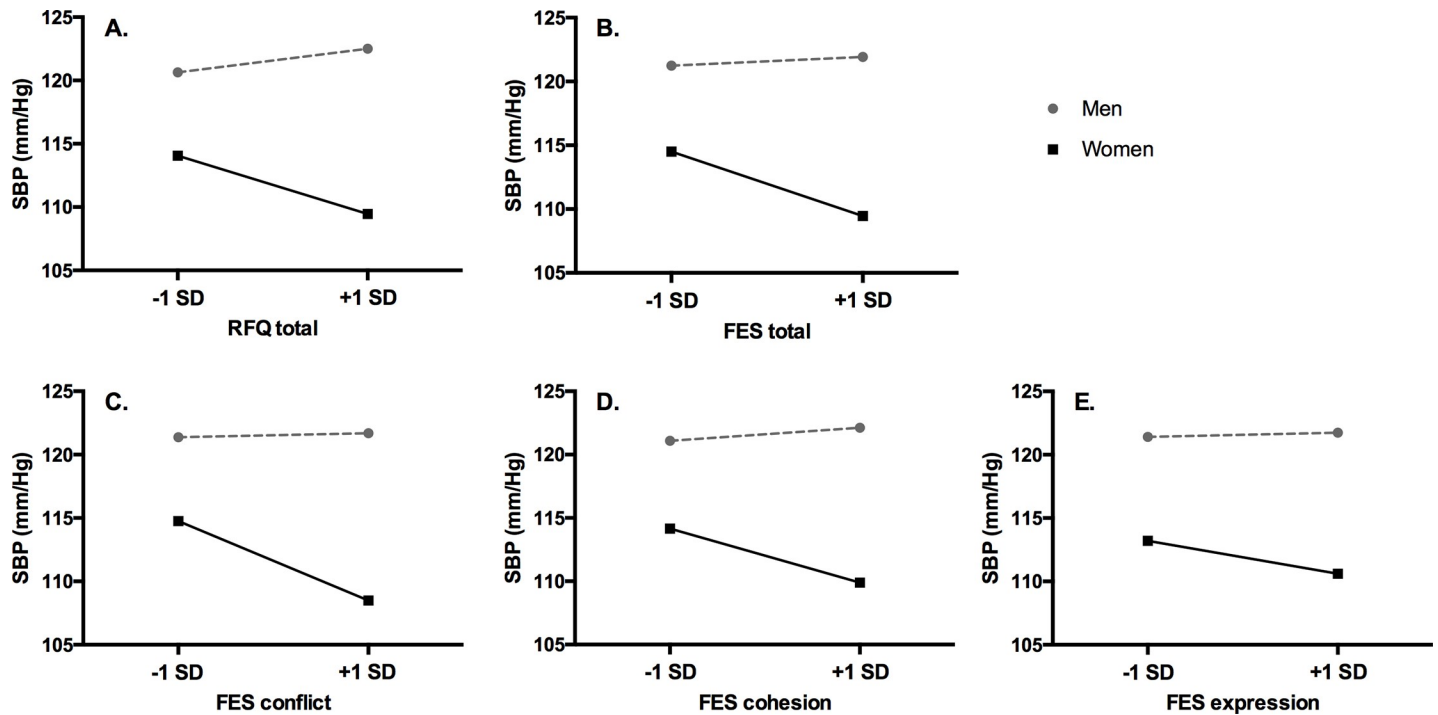 A.
125
120
115
110
105
SBP (mm/Hg)
-1 SD +1 SD
RFQ total
B.
125
120
115
110
105
SBP (mm/Hg)
-1 SD +1 SD
FES total
Men
Women
C.
125
120
115
110
105
SBP (mm/Hg)
-1 SD +1 SD
FES conflict
D.
125
120
115
110
105
SBP (mm/Hg)
-1 SD +1 SD
FES cohesion
E.
125
120
115
110
105
SBP (mm/Hg)
-1 SD +1 SD
FES expression